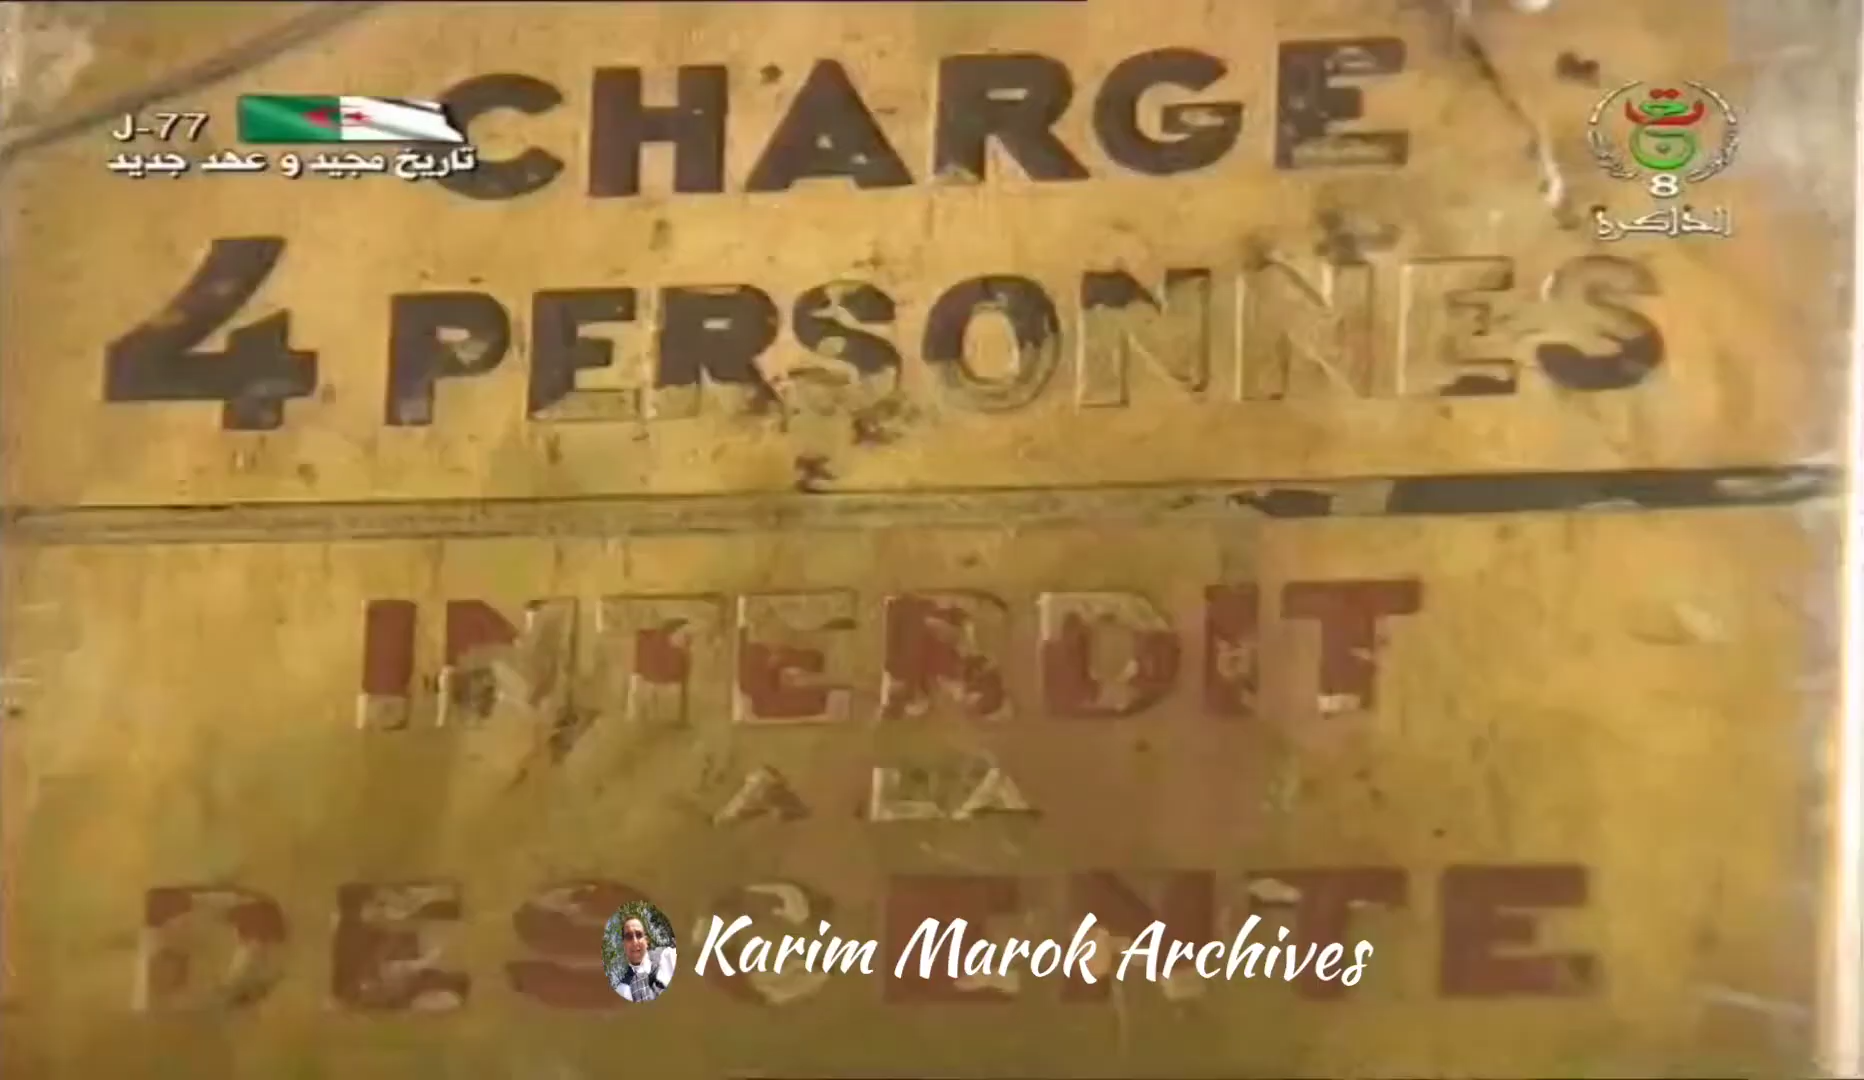 CHARGE
4 PERSONNES
INTERDIT
A LA
DESCENTE
J-77
تاريخ مجيد و عهد جديد
8
الذاكرة
Karim Marok Archives